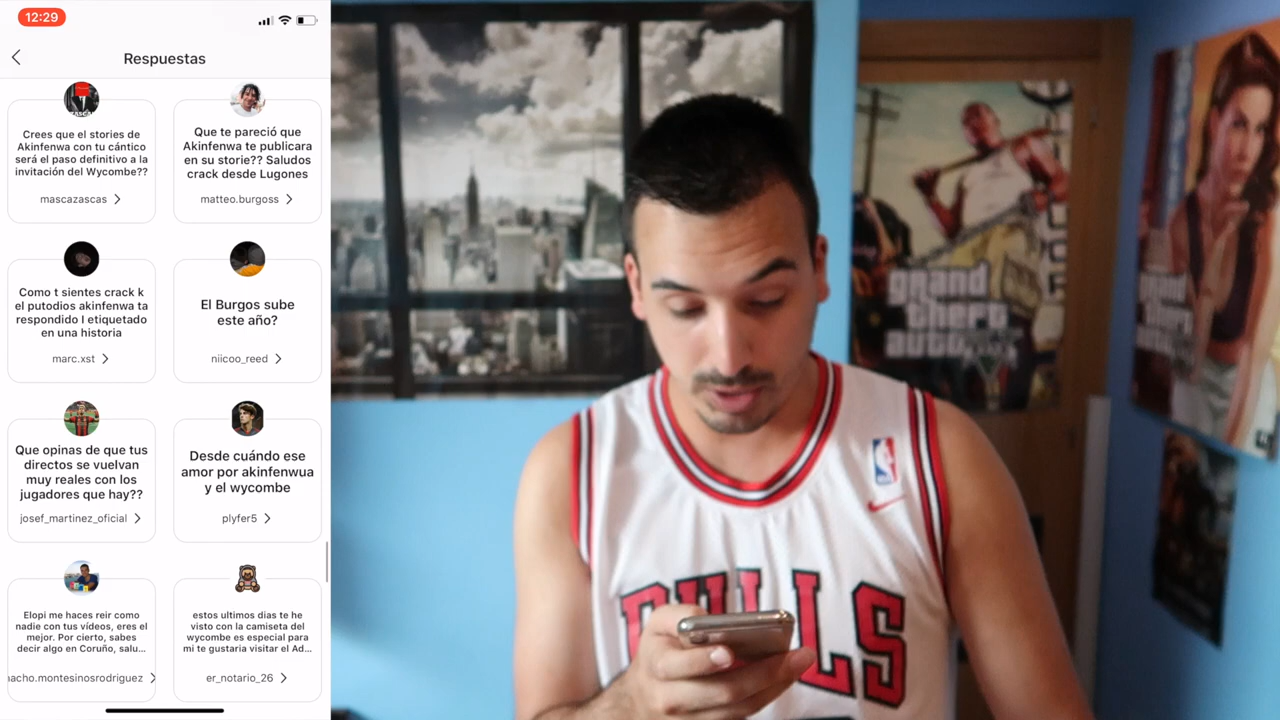 12:29
Respuestas
Crees que el stories de
Akinfenwa con tu cántico
será el paso definitivo a la
invitación del Wycombe??
mascazascas
Que te pareció que
Akinfenwa te publicara
en su storie?? Saludos
crack desde Lugones
matteo.burgoss
Como t sientes crack k
el putodios akinfenwa ta
respondido I etiquetado
en una historia
marc.xst
El Burgos sube
este año?
niicoo_reed
Que opinas de que tus
directos se vuelvan
muy reales con los
jugadores que hay??
josef_martinez_oficial
Desde cuándo ese
amor por akinfenwua
y el wycombe
plyfer5
Elopi me haces reir como
nadie con tus vídeos, eres el
mejor. Por cierto, sabes
decir algo en Coruño, salu...
nacho.montesinosrodriguez
estos ultimos dias te he
visto con la camiseta del
wycombe es especial para
mi te gustaria visitar el Ad...
er_notario_26
grand
theft
auto
NBA
BULLS